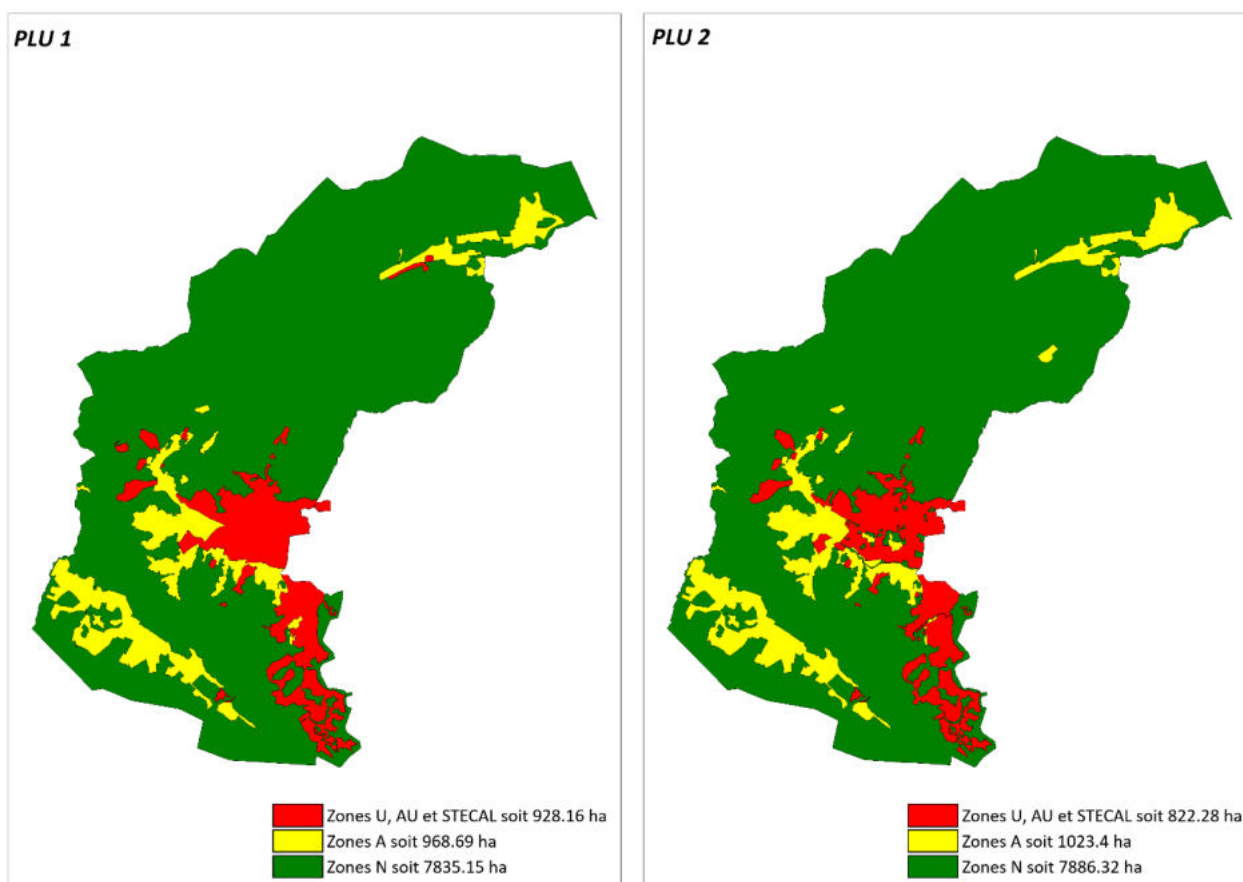 PLU 1
Zones U, AU et STECAL soit 928.16 ha
Zones A soit 968.69 ha
Zones N soit 7835.15 ha
PLU 2
Zones U, AU et STECAL soit 822.28 ha
Zones A soit 1023.4 ha
Zones N soit 7886.32 ha